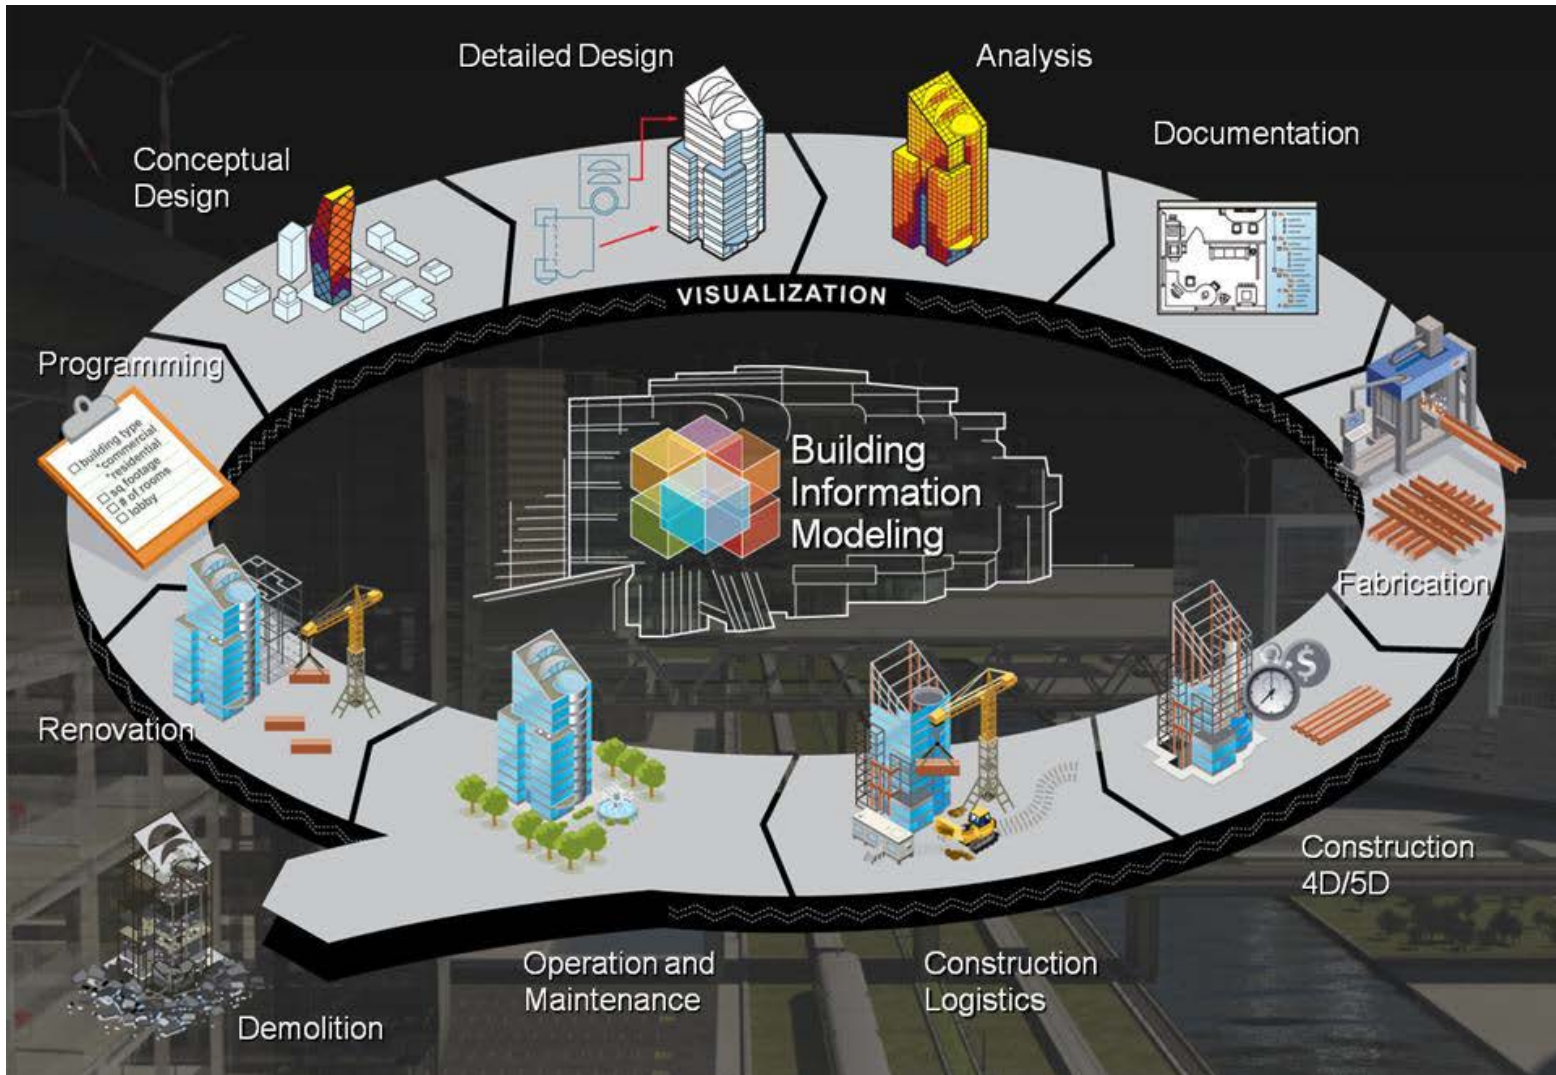 Detailed Design
Analysis
Documentation
Conceptual
Design
VISUALIZATION
Programming
building type
*commercial
*residential
sq footage
# of rooms
lobby
Building
Information
Modeling
$
Fabrication
Renovation
Construction
4D/5D
Operation and
Maintenance
Construction
Logistics
Demolition